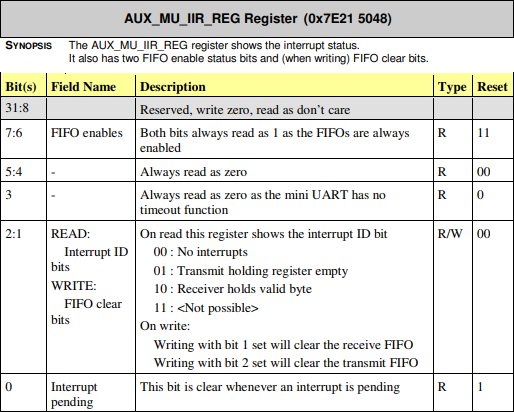 AUX_MU_IIR_REG Register (0x7E21 5048)
SYNOPSIS The AUX_MU_IIR_REG register shows the interrupt status.
It also has two FIFO enable status bits and (when writing) FIFO clear bits.
Bit(s) Field Name Description Type Reset
31:8 Reserved, write zero, read as don't care
7:6 FIFO enables Both bits always read as 1 as the FIFOs are always R 11
enabled
5:4 - Always read as zero R 00
3 - Always read as zero as the mini UART has no R 0
timeout function
2:1 READ: On read this register shows the interrupt ID bit R/W 00
Interrupt ID 00 : No interrupts
bits 01 : Transmit holding register empty
WRITE: 10 : Receiver holds valid byte
FIFO clear 11 : <Not possible>
bits On write:
Writing with bit 1 set will clear the receive FIFO
Writing with bit 2 set will clear the transmit FIFO
0 Interrupt This bit is clear whenever an interrupt is pending R 1
pending